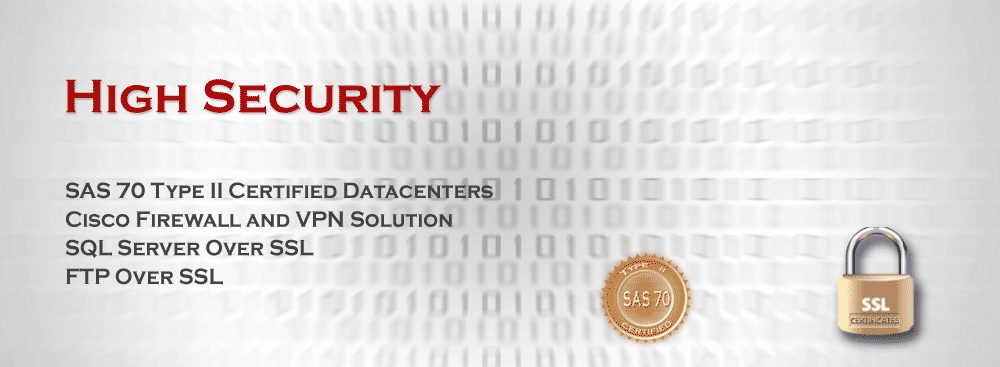 High Security
SAS 70 Type II Certified Datacenters
Cisco Firewall and VPN Solution
SQL Server Over SSL
FTP Over SSL
TYPE II
SAS 70
CERTIFIED
SSL
CERTIFICATES